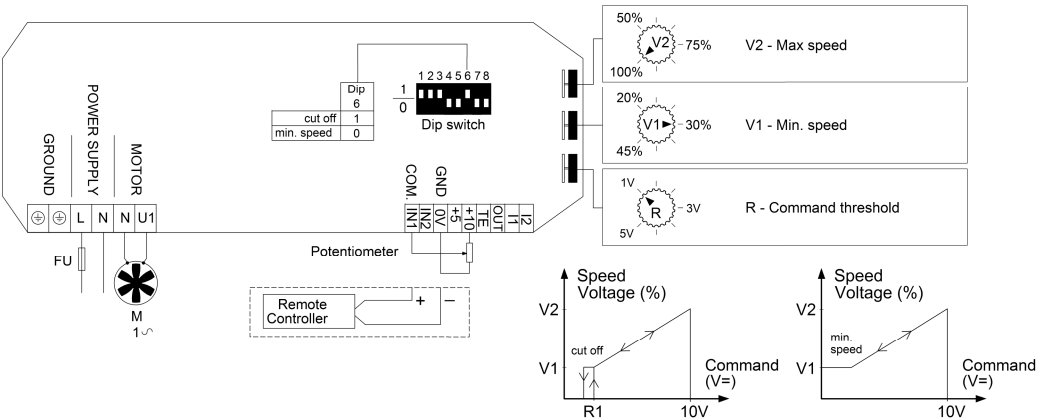 GROUND
POWER SUPPLY
MOTOR
L N N U1
FU
M
1
Dip
6
cut off 1
min. speed 0
1 2 3 4 5 6 7 8
1
0
Dip switch
COM.
GND
IN1
IN2
0V
+5
+10
TE
OUT
I1
I2
Potentiometer
Remote
Controller
+ −
50%
V2
75%
100%
V2 - Max speed
20%
V1
30%
45%
V1 - Min. speed
1V
R
3V
5V
R - Command threshold
Speed
Voltage (%)
V2
cut off
V1
Command
(V=)
R1
10V
Speed
Voltage (%)
V2
min.
speed
V1
Command
(V=)
10V